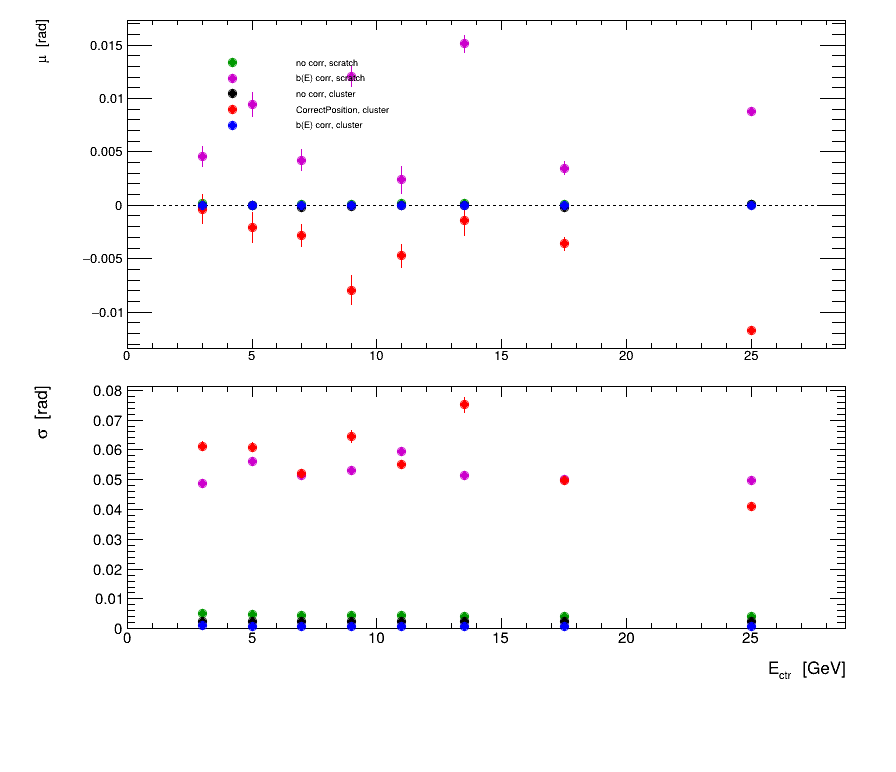 μ [rad]
0.015
0.01
0.005
0
−0.005
−0.01
no corr, scratch
b(E) corr, scratch
no corr, cluster
CorrectPosition, cluster
b(E) corr, cluster
0 5 10 15 20 25
σ [rad]
0.08
0.07
0.06
0.05
0.04
0.03
0.02
0.01
0
0 5 10 15 20 25
E_ctr [GeV]